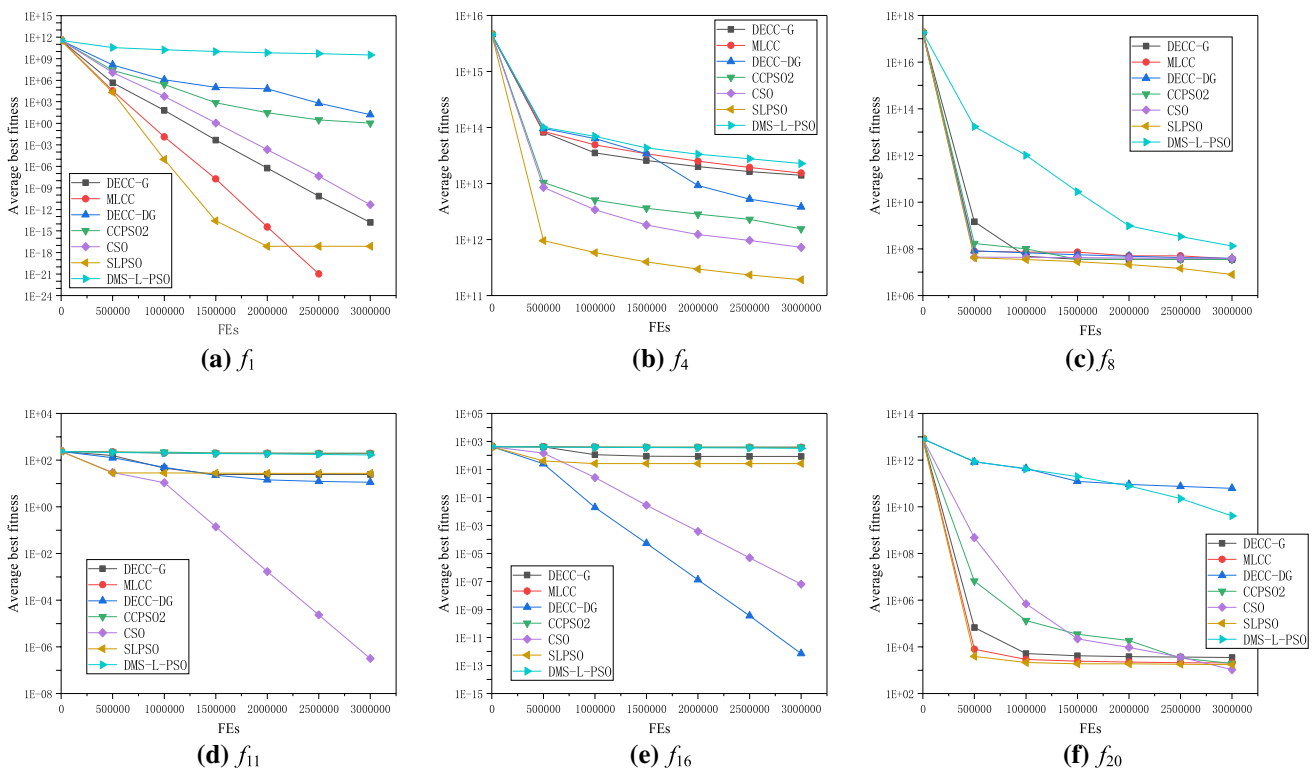 Average best fitness
1E+15
1E+12
1E+09
1E+06
1E+03
1E+00
1E-03
1E-06
1E-09
1E-12
1E-15
1E-18
1E-21
1E-24
DECC-G
MLCC
DECC-DG
CCPSO2
CSO
SLPSO
DMS-L-PSO
0 500000 1000000 1500000 2000000 2500000 3000000
FEs
(a) f1
Average best fitness
1E+16
1E+15
1E+14
1E+13
1E+12
1E+11
DECC-G
MLCC
DECC-DG
CCPSO2
CSO
SLPSO
DMS-L-PSO
0 500000 1000000 1500000 2000000 2500000 3000000
FEs
(b) f4
Average best fitness
1E+18
1E+16
1E+14
1E+12
1E+10
1E+08
1E+06
DECC-G
MLCC
DECC-DG
CCPSO2
CSO
SLPSO
DMS-L-PSO
0 500000 1000000 1500000 2000000 2500000 3000000
FEs
(c) f8
Average best fitness
1E+04
1E+02
1E+00
1E-02
1E-04
1E-06
1E-08
DECC-G
MLCC
DECC-DG
CCPSO2
CSO
SLPSO
DMS-L-PSO
0 500000 1000000 1500000 2000000 2500000 3000000
FEs
(d) f11
Average best fitness
1E+05
1E+03
1E+01
1E-01
1E-03
1E-05
1E-07
1E-09
1E-11
1E-13
1E-15
DECC-G
MLCC
DECC-DG
CCPSO2
CSO
SLPSO
DMS-L-PSO
0 500000 1000000 1500000 2000000 2500000 3000000
FEs
(e) f16
Average best fitness
1E+14
1E+12
1E+10
1E+08
1E+06
1E+04
1E+02
DECC-G
MLCC
DECC-DG
CCPSO2
CSO
SLPSO
DMS-L-PSO
0 500000 1000000 1500000 2000000 2500000 3000000
FEs
(f) f20